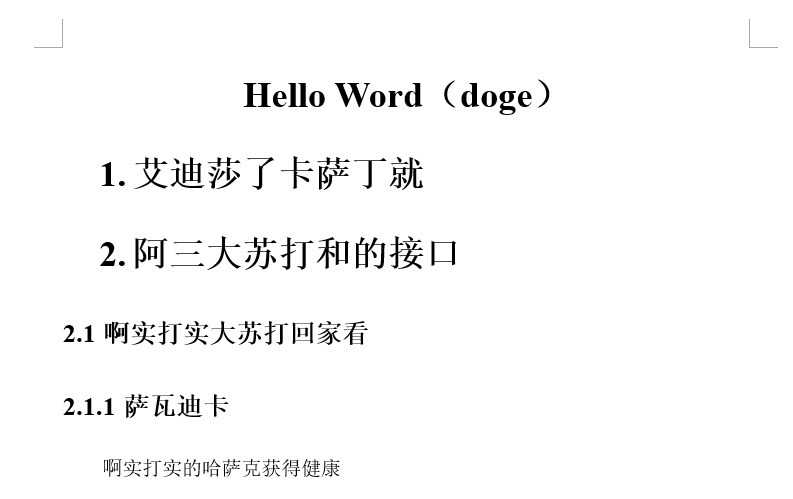 Hello Word（doge）
1. 艾迪莎了卡萨丁就
2. 阿三大苏打和的接口
2.1 啊实打实大苏打回家看
2.1.1 萨瓦迪卡
啊实打实的哈萨克获得健康